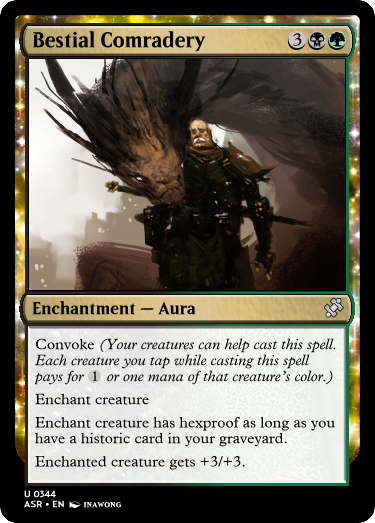 Bestial Comradery 3
Enchantment — Aura
Convoke (Your creatures can help cast this spell.
Each creature you tap while casting this spell
pays for 1 or one mana of that creature's color.)
Enchant creature
Enchant creature has hexproof as long as you
have a historic card in your graveyard.
Enchanted creature gets +3/+3.
U 0344
ASR • EN INAWONG